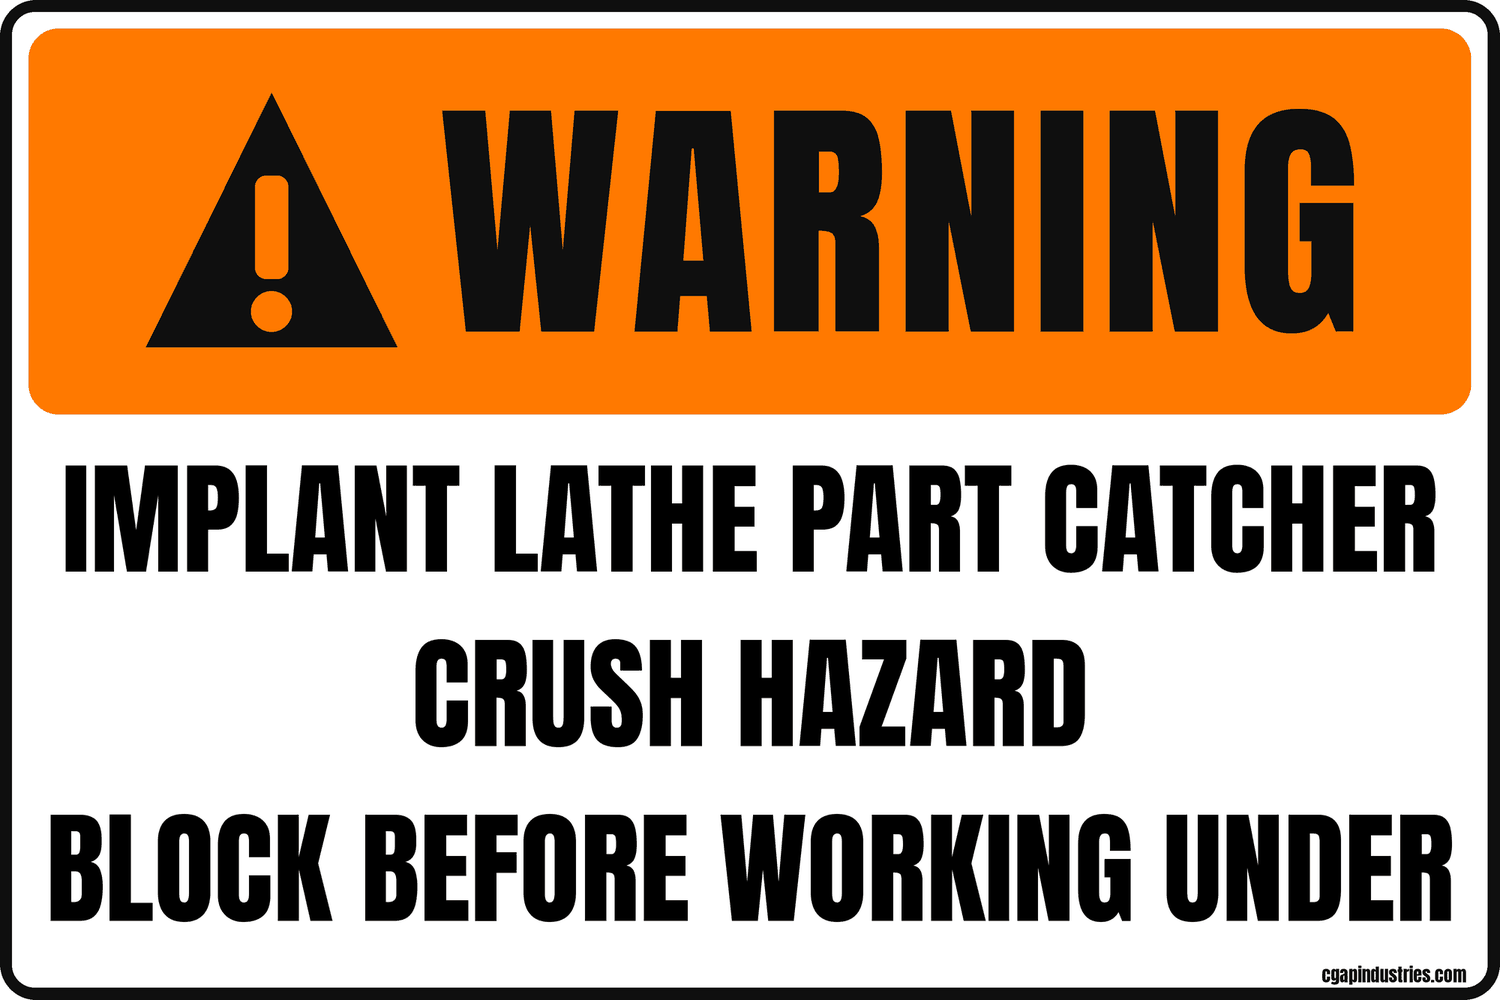 WARNING
IMPLANT LATHE PART CATCHER
CRUSH HAZARD
BLOCK BEFORE WORKING UNDER
cgapindustries.com